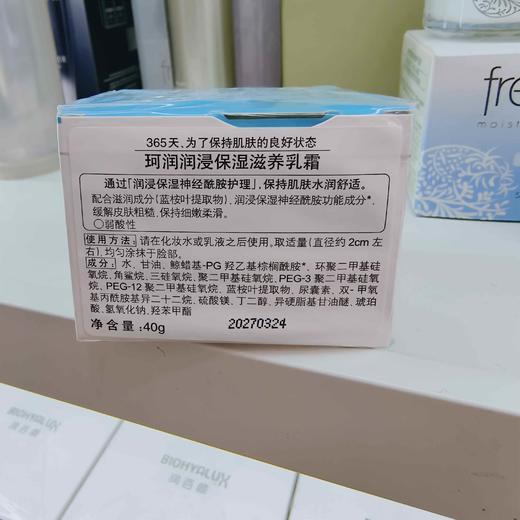 365天、为了保持肌肤的良好状态
珂润润浸保湿滋养乳霜
通过「润浸保湿神经酰胺护理」,保持肌肤水润舒适。
配合滋润成分(蓝桉叶提取物)、润浸保湿神经酰胺功能成分*,
缓解皮肤粗糙、保持细嫩柔滑。
○弱酸性
使用方法: 请在化妆水或乳液之后使用,取适量(直径约2cm左
右),均匀涂抹于脸部。
成分: 水、甘油、鲸蜡基-PG 羟乙基棕榈酰胺*、环聚二甲基硅
氧烷、角鲨烷、三硅氧烷、聚二甲基硅氧烷、PEG-3 聚二甲基硅氧
烷、PEG-12聚二甲基硅氧烷、蓝桉叶提取物、尿囊素、双-甲氧
基丙酰胺基异二十二烷、硫酸镁、丁二醇、异硬脂基甘油醚、琥珀
酸、氢氧化钠、羟苯甲酯
净含量:40g
20270324
fre
moist
BIOHYALUX
BIOHYALUX
润百颜